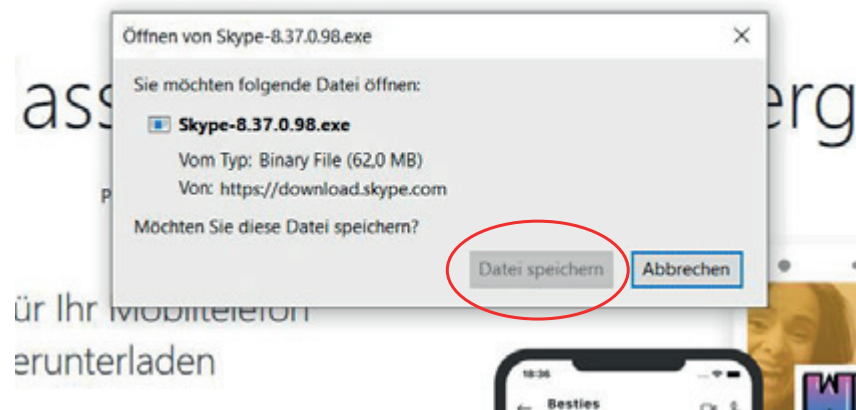 Öffnen von Skype-8.37.0.98.exe
Sie möchten folgende Datei öffnen:
Skype-8.37.0.98.exe
Vom Typ: Binary File (62,0 MB)
Von: https://download.skype.com
Möchten Sie diese Datei speichern?
Datei speichern Abbrechen
ass erg
P
ür Ihr Mobiltelefon
erunterladen
18:36
Besties